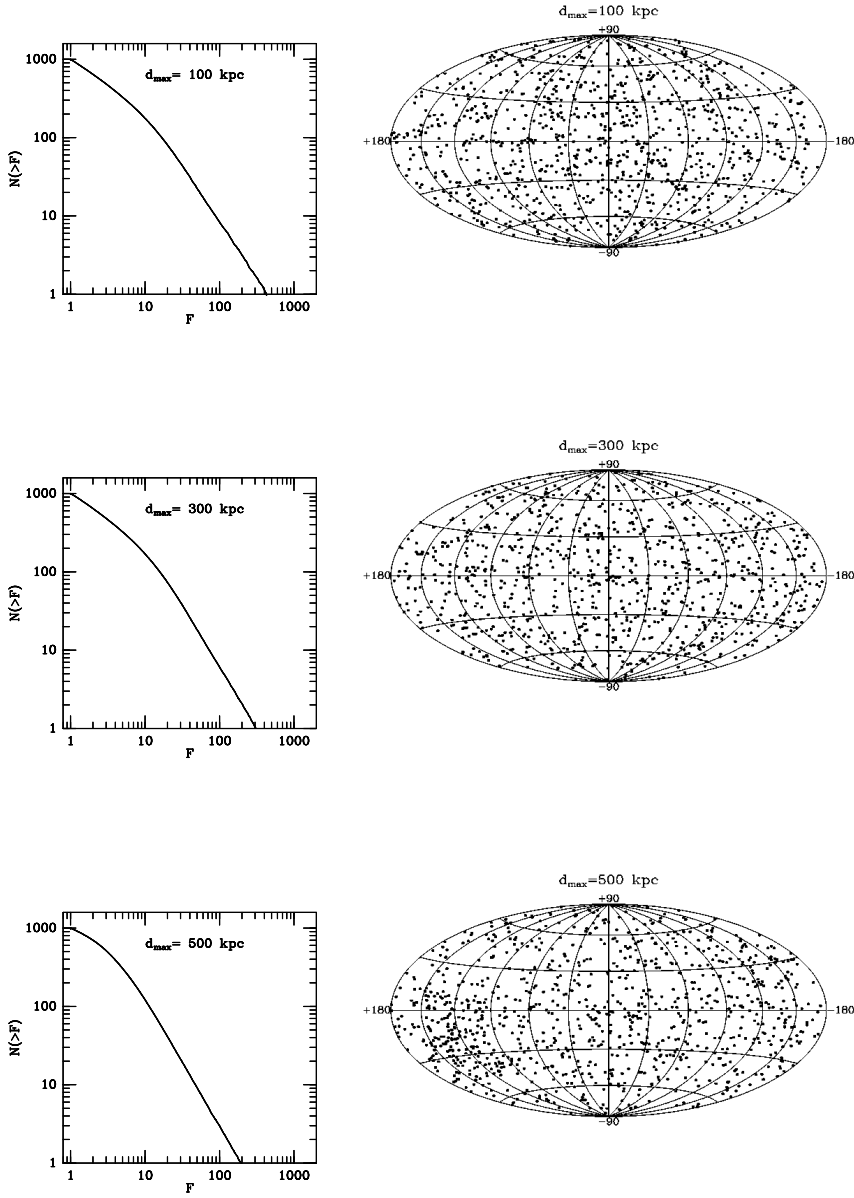 d_max=100 kpc
+90
1000
d_max= 100 kpc
100
+180
180
N(>F)
10
−90
1
1 10 100 1000
F
d_max=300 kpc
+90
1000
d_max= 300 kpc
100
+180
180
N(>F)
10
−90
1
1 10 100 1000
F
d_max=500 kpc
+90
1000
d_max= 500 kpc
100
+180
180
N(>F)
10
−90
1
1 10 100 1000
F